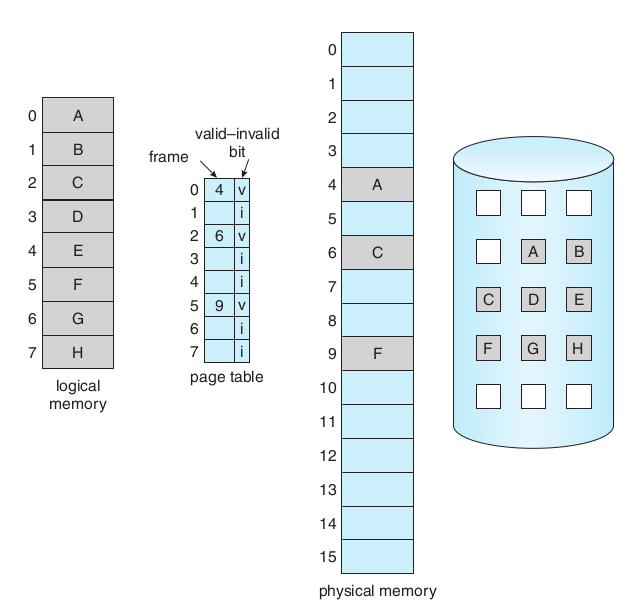 0 A
1 B
2 C
3 D
4 E
5 F
6 G
7 H
logical
memory
valid–invalid
bit
frame
0 4 v
1 i
2 6 v
3 i
4 i
5 9 v
6 i
7 i
page table
0
1
2
3
4 A
5
6 C
7
8
9 F
10
11
12
13
14
15
physical memory
A B
C D E
F G H